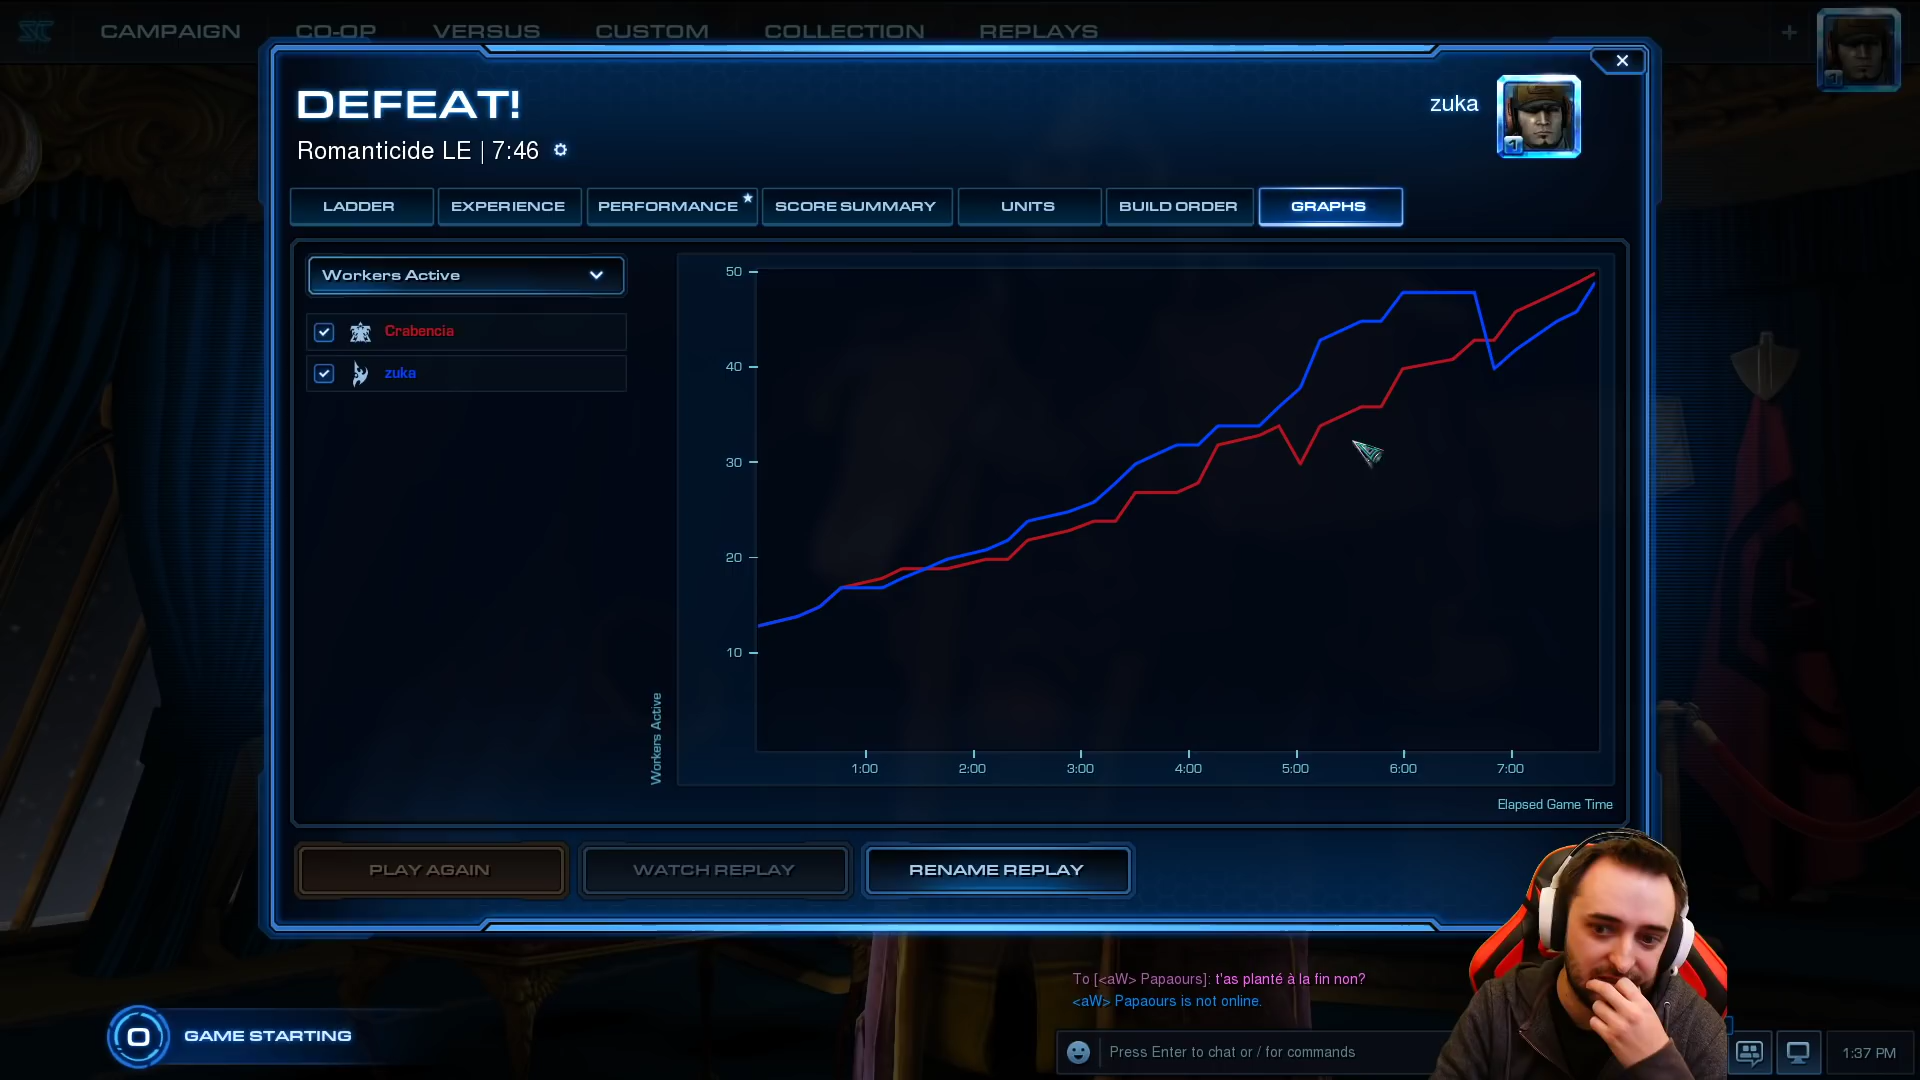 CAMPAIGN CO-OP VERSUS CUSTOM COLLECTION REPLAYS
DEFEAT!
zuka
Romanticide LE | 7:46
LADDER EXPERIENCE PERFORMANCE SCORE SUMMARY UNITS BUILD ORDER GRAPHS
Workers Active
Crabencia
zuka
50
40
30
20
10
Workers Active
1:00 2:00 3:00 4:00 5:00 6:00 7:00
Elapsed Game Time
PLAY AGAIN WATCH REPLAY RENAME REPLAY
To [<aW> Papaours]: t'as planté à la fin non?
<aW> Papaours is not online.
0 GAME STARTING
Press Enter to chat or / for commands
1:37 PM